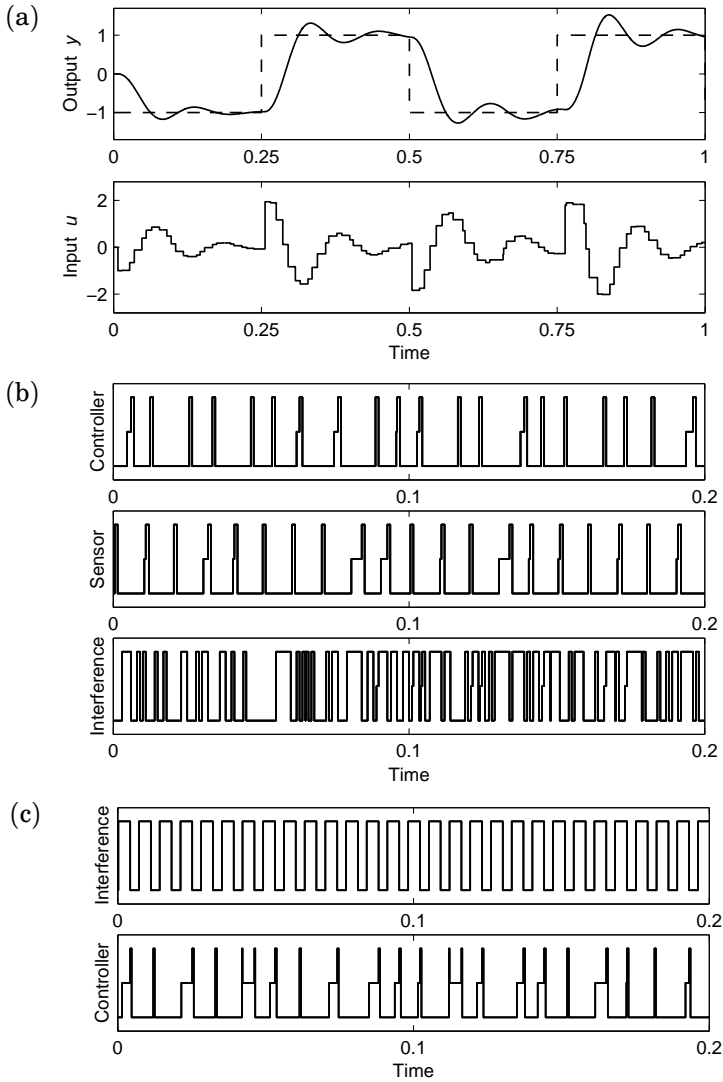 (a)
Output y
1
0
−1
0
0.25
0.5
0.75
1
Input u
2
0
−2
0
0.25
0.5
0.75
1
Time
(b)
Controller
0
0.1
0.2
Sensor
0
0.1
0.2
Interference
0
0.1
0.2
Time
(c)
Interference
0
0.1
0.2
Controller
0
0.1
0.2
Time